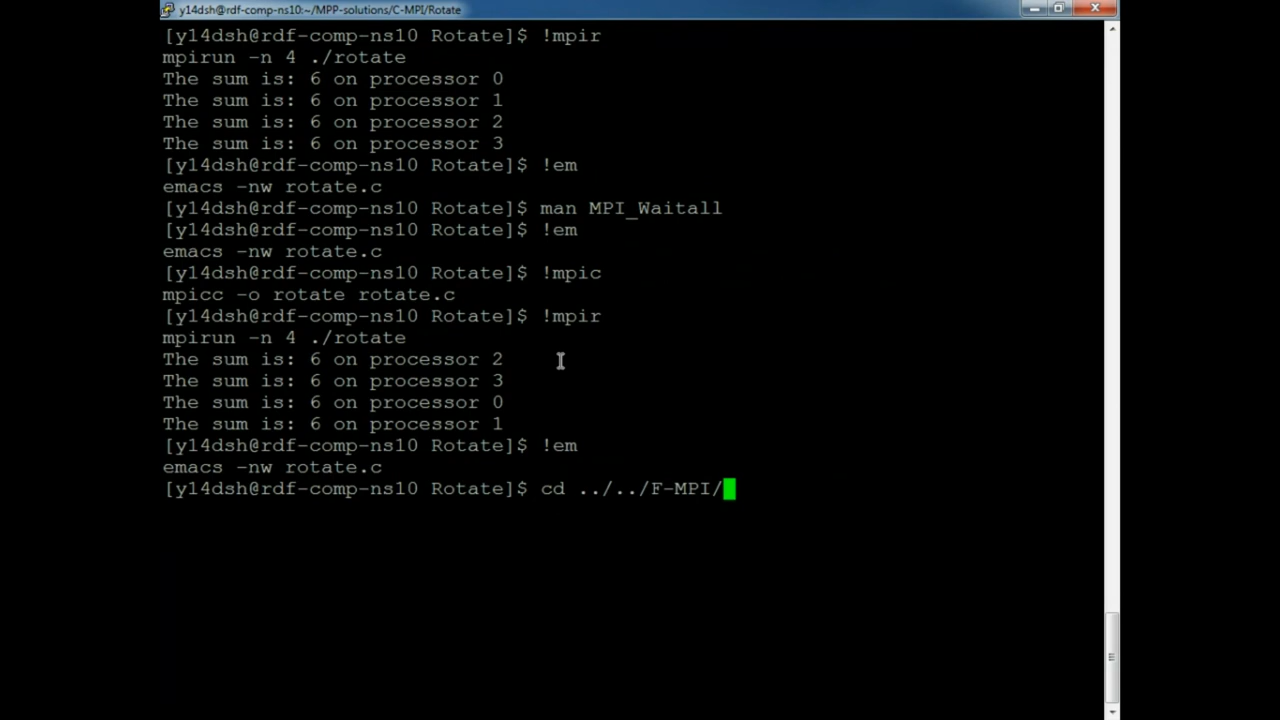 y14dsh@rdf-comp-ns10:~/MPP-solutions/C-MPI/Rotate
[y14dsh@rdf-comp-ns10 Rotate]$ !mpir
mpirun -n 4 ./rotate
The sum is: 6 on processor 0
The sum is: 6 on processor 1
The sum is: 6 on processor 2
The sum is: 6 on processor 3
[y14dsh@rdf-comp-ns10 Rotate]$ !em
emacs -nw rotate.c
[y14dsh@rdf-comp-ns10 Rotate]$ man MPI_Waitall
[y14dsh@rdf-comp-ns10 Rotate]$ !em
emacs -nw rotate.c
[y14dsh@rdf-comp-ns10 Rotate]$ !mpic
mpicc -o rotate rotate.c
[y14dsh@rdf-comp-ns10 Rotate]$ !mpir
mpirun -n 4 ./rotate
The sum is: 6 on processor 2
The sum is: 6 on processor 3
The sum is: 6 on processor 0
The sum is: 6 on processor 1
[y14dsh@rdf-comp-ns10 Rotate]$ !em
emacs -nw rotate.c
[y14dsh@rdf-comp-ns10 Rotate]$ cd ../../F-MPI/